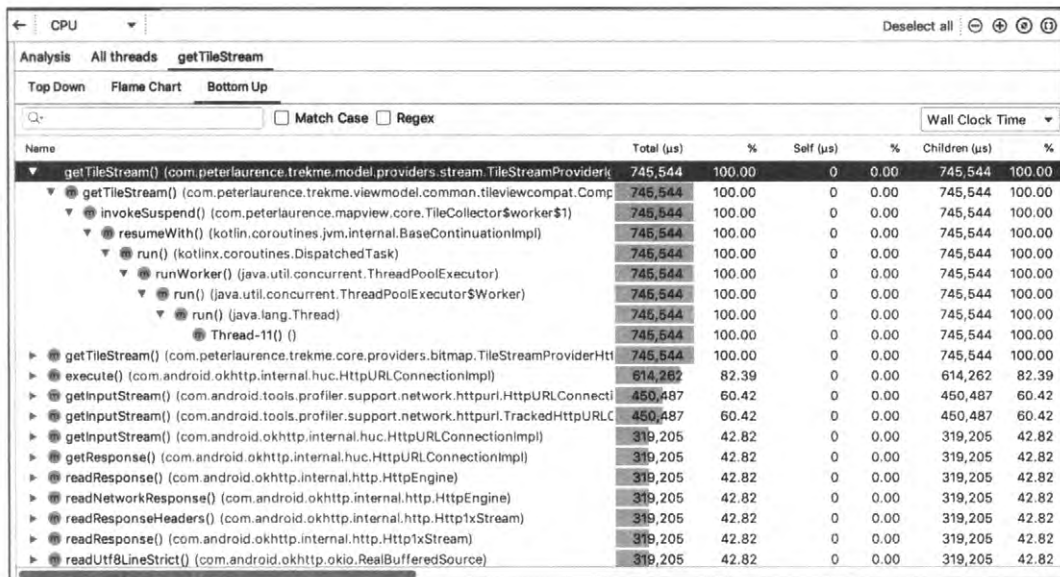 CPU Deselect all
Analysis All threads getTileStream
Top Down Flame Chart Bottom Up
Match Case Regex Wall Clock Time
Name Total (μs) % Self (μs) % Children (μs) %
getTileStream() (com.peterlaurence.trekme.model.providers.stream.TileStreamProvider 745,544 100.00 0 0.00 745,544 100.00
m getTileStream() (com.peterlaurence.trekme.viewmodel.common.tileviewcompat.Comp 745,544 100.00 0 0.00 745,544 100.00
m invokeSuspend() (com.peterlaurence.mapview.core.TileCollector$worker$1) 745,544 100.00 0 0.00 745,544 100.00
m resumeWith() (kotlin.coroutines.jvm.internal.BaseContinuationImpl) 745,544 100.00 0 0.00 745,544 100.00
m run() (kotlinx.coroutines.DispatchedTask) 745,544 100.00 0 0.00 745,544 100.00
m runWorker() (java.util.concurrent.ThreadPoolExecutor) 745,544 100.00 0 0.00 745,544 100.00
m run() (java.util.concurrent.ThreadPoolExecutor$Worker) 745,544 100.00 0 0.00 745,544 100.00
m run() (java.lang.Thread) 745,544 100.00 0 0.00 745,544 100.00
m Thread-11() () 745,544 100.00 0 0.00 745,544 100.00
m getTileStream() (com.peterlaurence.trekme.core.providers.bitmap.TileStreamProviderHtt 745,544 100.00 0 0.00 745,544 100.00
m execute() (com.android.okhttp.internal.huc.HttpURLConnectionImpl) 614,262 82.39 0 0.00 614,262 82.39
m getInputStream() (com.android.tools.profiler.support.network.httpurl.HttpURLConnecti 450,487 60.42 0 0.00 450,487 60.42
m getInputStream() (com.android.tools.profiler.support.network.httpurl.TrackedHttpURLC 450,487 60.42 0 0.00 450,487 60.42
m getInputStream() (com.android.okhttp.internal.huc.HttpURLConnectionImpl) 319,205 42.82 0 0.00 319,205 42.82
m getResponse() (com.android.okhttp.internal.huc.HttpURLConnectionImpl) 319,205 42.82 0 0.00 319,205 42.82
m readResponse() (com.android.okhttp.internal.http.HttpEngine) 319,205 42.82 0 0.00 319,205 42.82
m readNetworkResponse() (com.android.okhttp.internal.http.HttpEngine) 319,205 42.82 0 0.00 319,205 42.82
m readResponseHeaders() (com.android.okhttp.internal.http.Http1xStream) 319,205 42.82 0 0.00 319,205 42.82
m readResponse() (com.android.okhttp.internal.http.Http1xStream) 319,205 42.82 0 0.00 319,205 42.82
m readUtf8LineStrict() (com.android.okhttp.okio.RealBufferedSource) 319,205 42.82 0 0.00 319,205 42.82